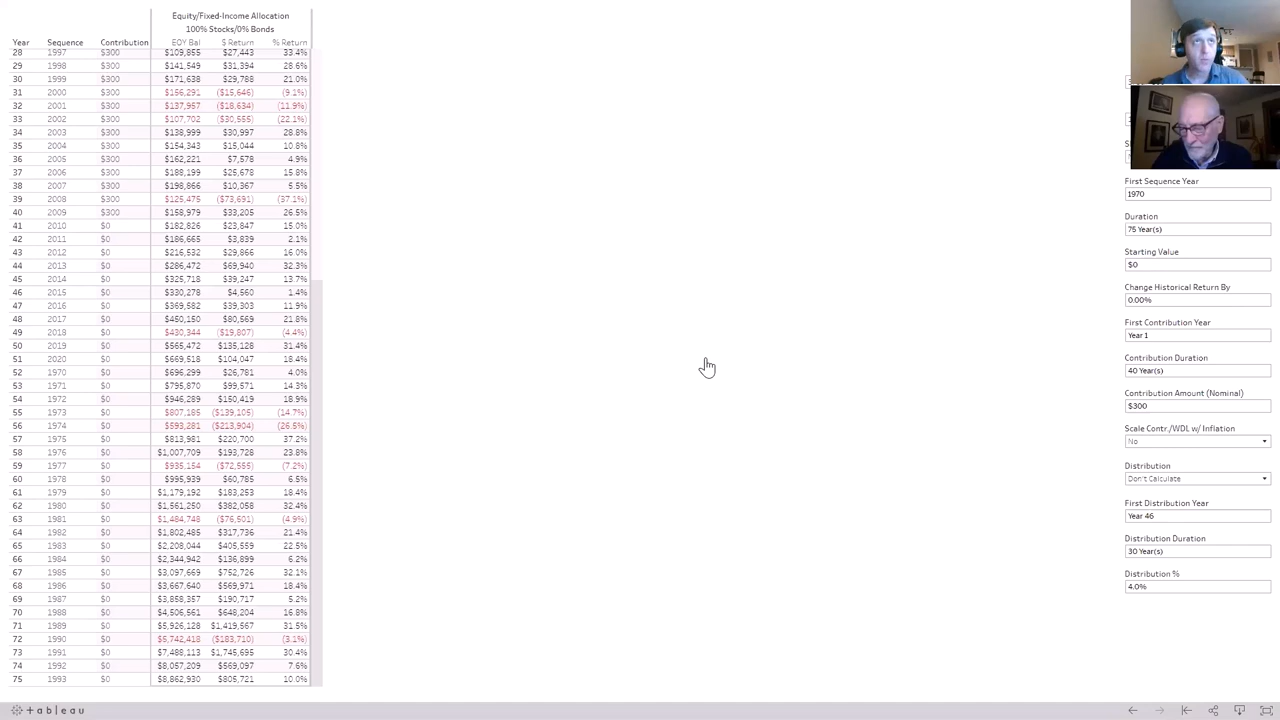 Equity/Fixed-Income Allocation
100% Stocks/0% Bonds
Year Sequence Contribution EOY Bal $ Return % Return
28 1997 $300 $109,855 $27,443 33.4%
29 1998 $300 $141,549 $31,394 28.6%
30 1999 $300 $171,638 $29,788 21.0%
31 2000 $300 $156,291 ($15,646) (9.1%)
32 2001 $300 $137,957 ($18,634) (11.9%)
33 2002 $300 $107,702 ($30,555) (22.1%)
34 2003 $300 $138,999 $30,997 28.8%
35 2004 $300 $154,343 $15,044 10.8%
36 2005 $300 $162,221 $7,578 4.9%
37 2006 $300 $188,199 $25,678 15.8%
38 2007 $300 $198,866 $10,367 5.5%
39 2008 $300 $125,475 ($73,691) (37.1%)
40 2009 $300 $158,979 $33,205 26.5%
41 2010 $0 $182,826 $23,847 15.0%
42 2011 $0 $186,665 $3,839 2.1%
43 2012 $0 $216,532 $29,866 16.0%
44 2013 $0 $286,472 $69,940 32.3%
45 2014 $0 $325,718 $39,247 13.7%
46 2015 $0 $330,278 $4,560 1.4%
47 2016 $0 $369,582 $39,303 11.9%
48 2017 $0 $450,150 $80,569 21.8%
49 2018 $0 $430,344 ($19,807) (4.4%)
50 2019 $0 $565,472 $135,128 31.4%
51 2020 $0 $669,518 $104,047 18.4%
52 1970 $0 $696,299 $26,781 4.0%
53 1971 $0 $795,870 $99,571 14.3%
54 1972 $0 $946,289 $150,419 18.9%
55 1973 $0 $807,185 ($139,105) (14.7%)
56 1974 $0 $593,281 ($213,904) (26.5%)
57 1975 $0 $813,981 $220,700 37.2%
58 1976 $0 $1,007,709 $193,728 23.8%
59 1977 $0 $935,154 ($72,555) (7.2%)
60 1978 $0 $995,939 $60,785 6.5%
61 1979 $0 $1,179,192 $183,253 18.4%
62 1980 $0 $1,561,250 $382,058 32.4%
63 1981 $0 $1,484,748 ($76,501) (4.9%)
64 1982 $0 $1,802,485 $317,736 21.4%
65 1983 $0 $2,208,044 $405,559 22.5%
66 1984 $0 $2,344,942 $136,899 6.2%
67 1985 $0 $3,097,669 $752,726 32.1%
68 1986 $0 $3,667,640 $569,971 18.4%
69 1987 $0 $3,858,357 $190,717 5.2%
70 1988 $0 $4,506,561 $648,204 16.8%
71 1989 $0 $5,926,128 $1,419,567 31.5%
72 1990 $0 $5,742,418 ($183,710) (3.1%)
73 1991 $0 $7,488,113 $1,745,695 30.4%
74 1992 $0 $8,057,209 $569,097 7.6%
75 1993 $0 $8,862,930 $805,721 10.0%
First Sequence Year
1970
Duration
75 Year(s)
Starting Value
$0
Change Historical Return By
0.00%
First Contribution Year
Year 1
Contribution Duration
40 Year(s)
Contribution Amount (Nominal)
$300
Scale Contr./WDL w/ Inflation
No
Distribution
Don't Calculate
First Distribution Year
Year 46
Distribution Duration
30 Year(s)
Distribution %
4.0%
+ableau